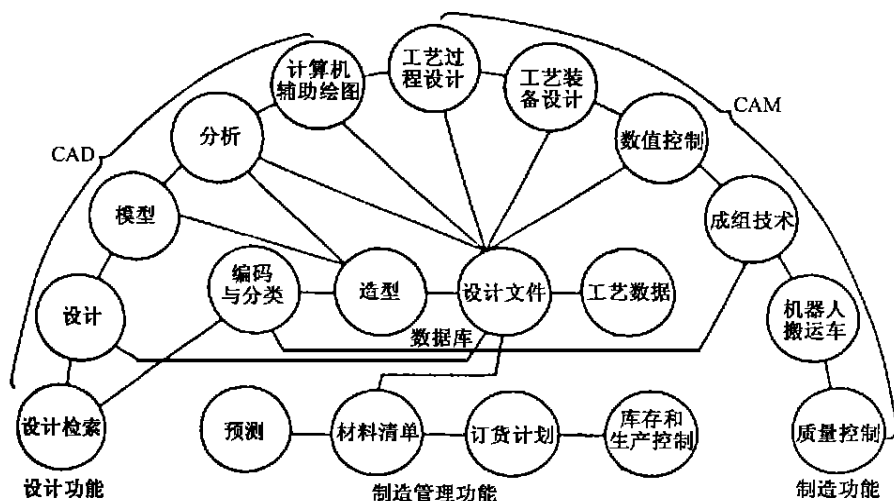 工艺过
程设计
工艺装
备设计
计算机
辅助绘图
CAM
分析
数值控制
CAD
模型
成组技术
编码
与分类
造型
设计文件
工艺数据
设计
数据库
机器人
搬运车
设计检索
预测
材料清单
订货计划
库存和
生产控制
质量控制
设计功能
制造管理功能
制造功能